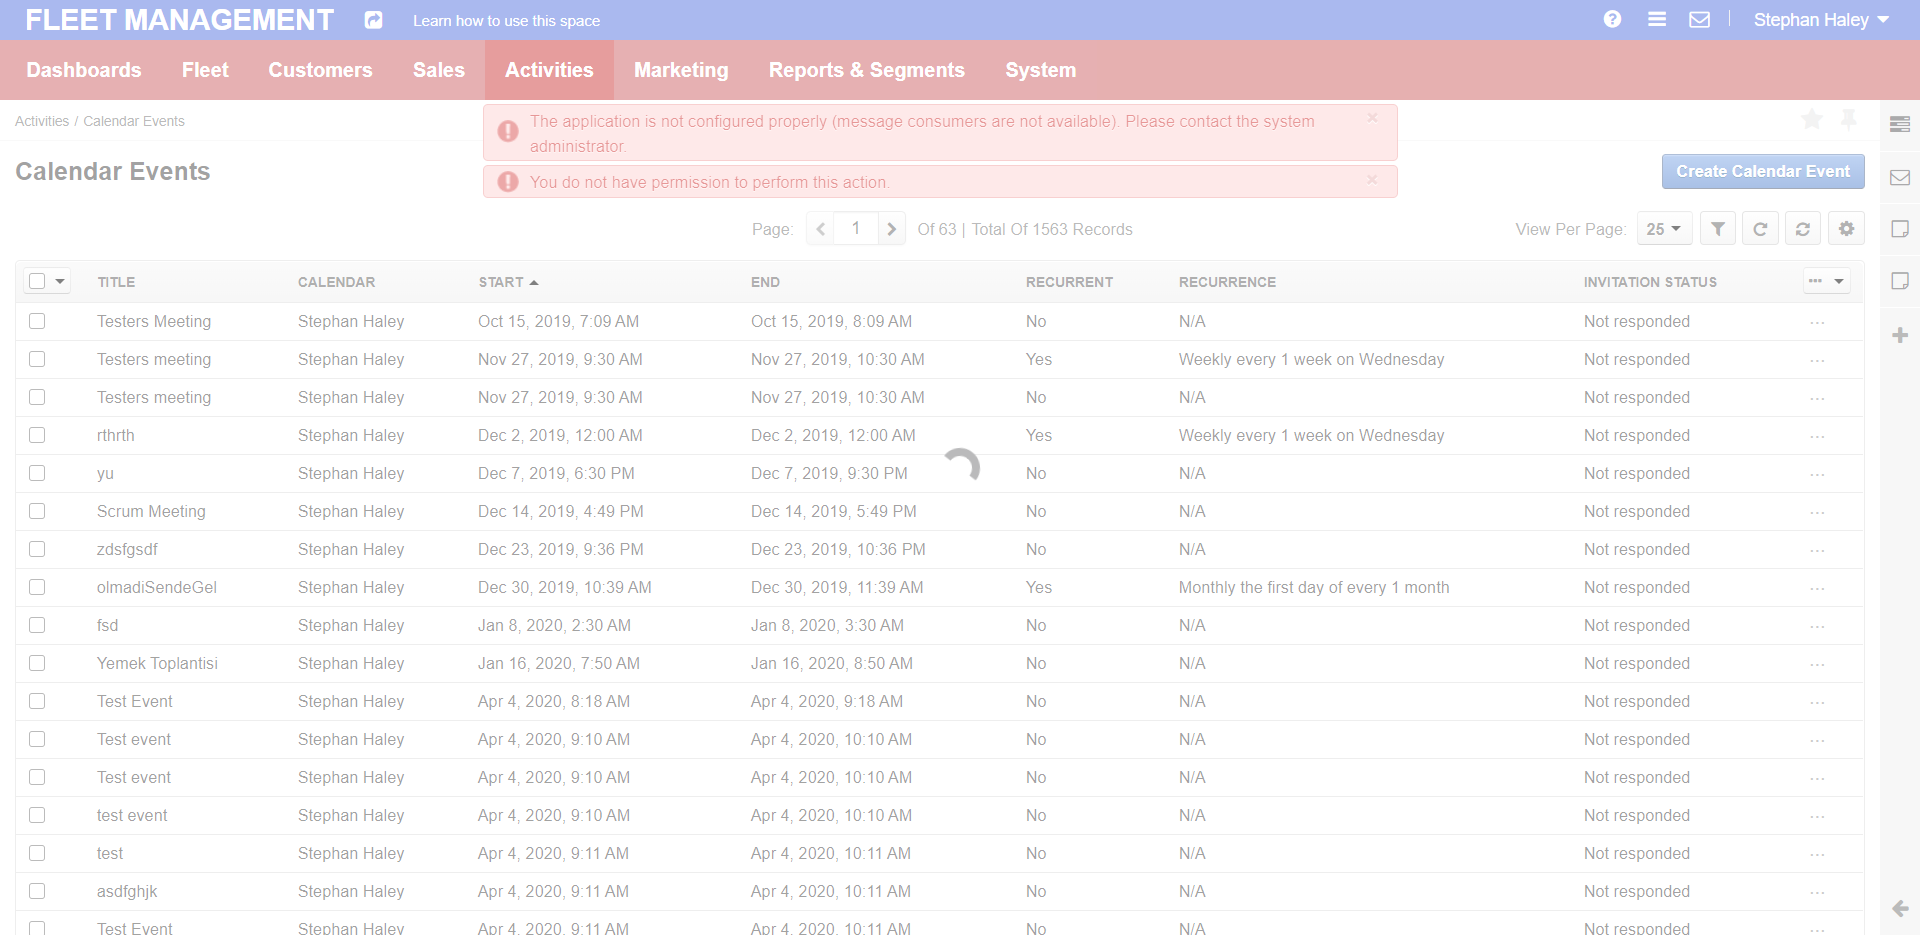 FLEET MANAGEMENT Learn how to use this space Stephan Haley
Dashboards Fleet Customers Sales Activities Marketing Reports & Segments System
Activities / Calendar Events
The application is not configured properly (message consumers are not available). Please contact the system
administrator.
You do not have permission to perform this action.
Calendar Events
Create Calendar Event
Page: 1 Of 63 | Total Of 1563 Records View Per Page: 25
TITLE CALENDAR START END RECURRENT RECURRENCE INVITATION STATUS
Testers Meeting Stephan Haley Oct 15, 2019, 7:09 AM Oct 15, 2019, 8:09 AM No N/A Not responded ...
Testers meeting Stephan Haley Nov 27, 2019, 9:30 AM Nov 27, 2019, 10:30 AM Yes Weekly every 1 week on Wednesday Not responded ...
Testers meeting Stephan Haley Nov 27, 2019, 9:30 AM Nov 27, 2019, 10:30 AM No N/A Not responded ...
rthrth Stephan Haley Dec 2, 2019, 12:00 AM Dec 2, 2019, 12:00 AM Yes Weekly every 1 week on Wednesday Not responded ...
yu Stephan Haley Dec 7, 2019, 6:30 PM Dec 7, 2019, 9:30 PM No N/A Not responded ...
Scrum Meeting Stephan Haley Dec 14, 2019, 4:49 PM Dec 14, 2019, 5:49 PM No N/A Not responded ...
zdsfgsdf Stephan Haley Dec 23, 2019, 9:36 PM Dec 23, 2019, 10:36 PM No N/A Not responded ...
olmadiSendeGel Stephan Haley Dec 30, 2019, 10:39 AM Dec 30, 2019, 11:39 AM Yes Monthly the first day of every 1 month Not responded ...
fsd Stephan Haley Jan 8, 2020, 2:30 AM Jan 8, 2020, 3:30 AM No N/A Not responded ...
Yemek Toplantisi Stephan Haley Jan 16, 2020, 7:50 AM Jan 16, 2020, 8:50 AM No N/A Not responded ...
Test Event Stephan Haley Apr 4, 2020, 8:18 AM Apr 4, 2020, 9:18 AM No N/A Not responded ...
Test event Stephan Haley Apr 4, 2020, 9:10 AM Apr 4, 2020, 10:10 AM No N/A Not responded ...
Test event Stephan Haley Apr 4, 2020, 9:10 AM Apr 4, 2020, 10:10 AM No N/A Not responded ...
test event Stephan Haley Apr 4, 2020, 9:10 AM Apr 4, 2020, 10:10 AM No N/A Not responded ...
test Stephan Haley Apr 4, 2020, 9:11 AM Apr 4, 2020, 10:11 AM No N/A Not responded ...
asdfghjk Stephan Haley Apr 4, 2020, 9:11 AM Apr 4, 2020, 10:11 AM No N/A Not responded ...
Test Event Stephan Haley Apr 4, 2020, 9:11 AM Apr 4, 2020, 10:11 AM No N/A Not responded ...